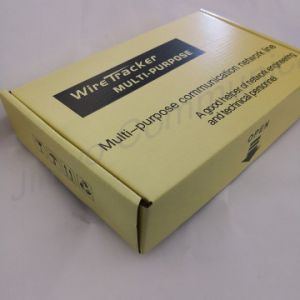 WireTracker
MULTI-PURPOSE
Multi-purpose communication network line
A good helper of network engineering
and technical personnel
OPEN